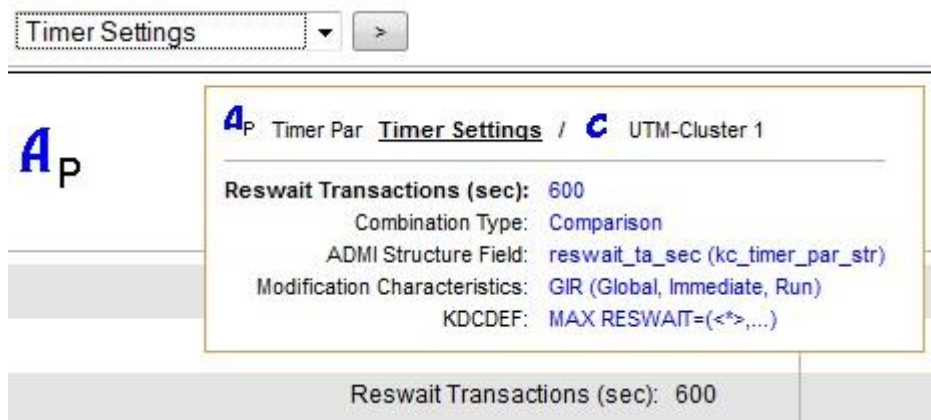 Timer Settings >
AP Timer Par Timer Settings / C UTM-Cluster 1
AP
Reswait Transactions (sec): 600
Combination Type: Comparison
ADMI Structure Field: reswait_ta_sec (kc_timer_par_str)
Modification Characteristics: GIR (Global, Immediate, Run)
KDCDEF: MAX RESWAIT=(<*>,...)
Reswait Transactions (sec): 600